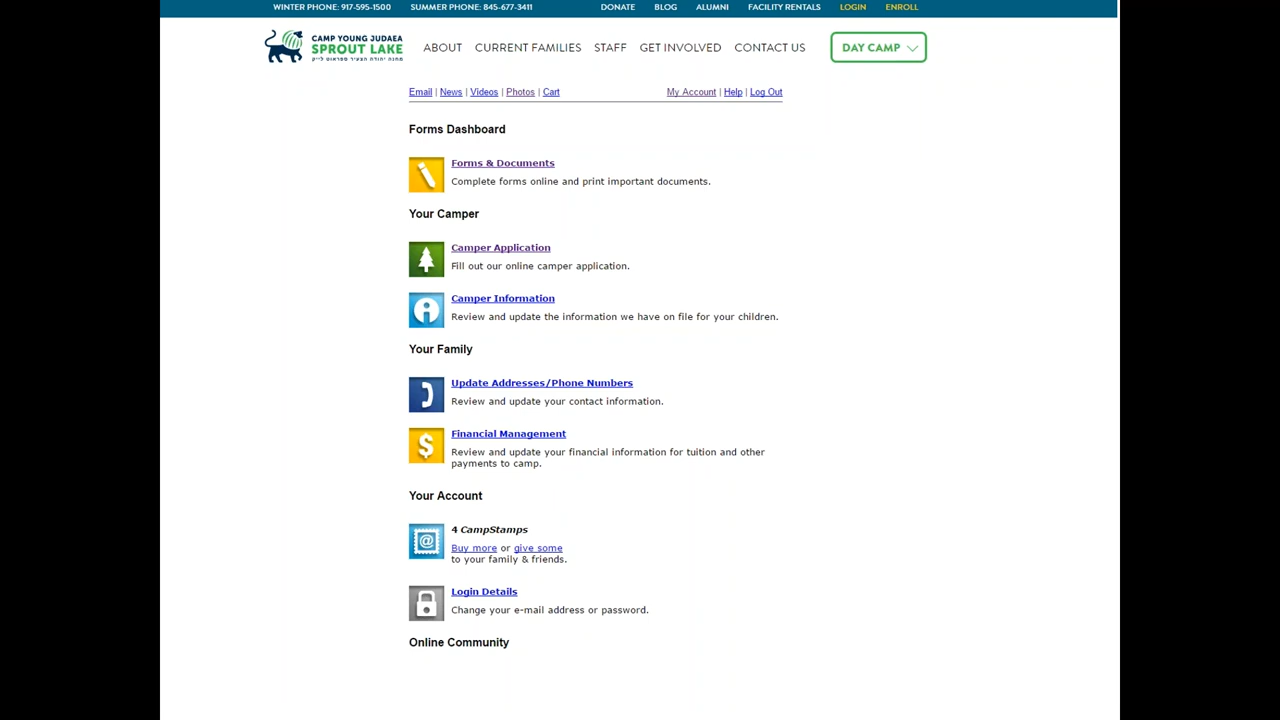 WINTER PHONE: 917-595-1500 SUMMER PHONE: 845-677-3411 DONATE BLOG ALUMNI FACILITY RENTALS LOGIN ENROLL
CAMP YOUNG JUDAEA
SPROUT LAKE
מחנה יהודה הצעיר ספראוט לייק
ABOUT CURRENT FAMILIES STAFF GET INVOLVED CONTACT US DAY CAMP
Email | News | Videos | Photos | Cart My Account | Help | Log Out
Forms Dashboard
Forms & Documents
Complete forms online and print important documents.
Your Camper
Camper Application
Fill out our online camper application.
Camper Information
Review and update the information we have on file for your children.
Your Family
Update Addresses/Phone Numbers
Review and update your contact information.
Financial Management
Review and update your financial information for tuition and other
payments to camp.
Your Account
4 CampStamps
Buy more or give some
to your family & friends.
Login Details
Change your e-mail address or password.
Online Community